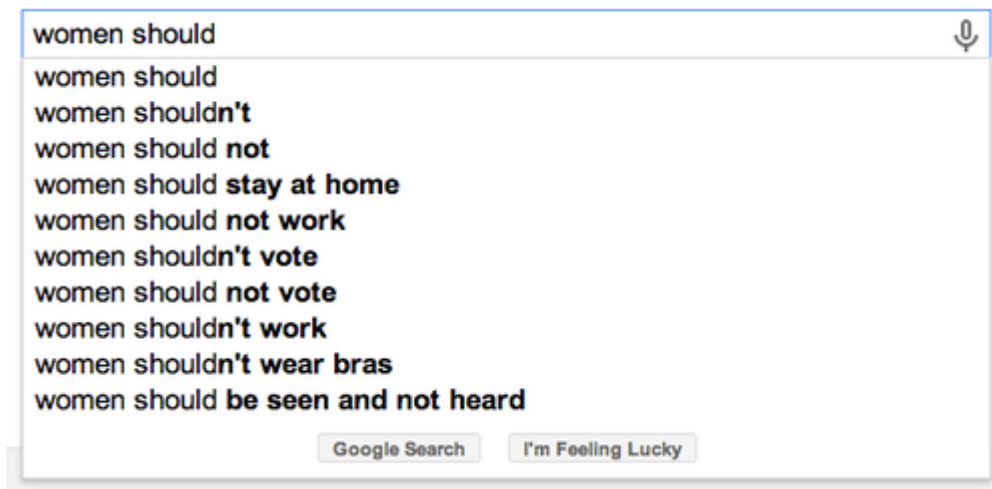 women should
women should
women shouldn't
women should not
women should stay at home
women should not work
women shouldn't vote
women should not vote
women shouldn't work
women shouldn't wear bras
women should be seen and not heard
Google Search I'm Feeling Lucky